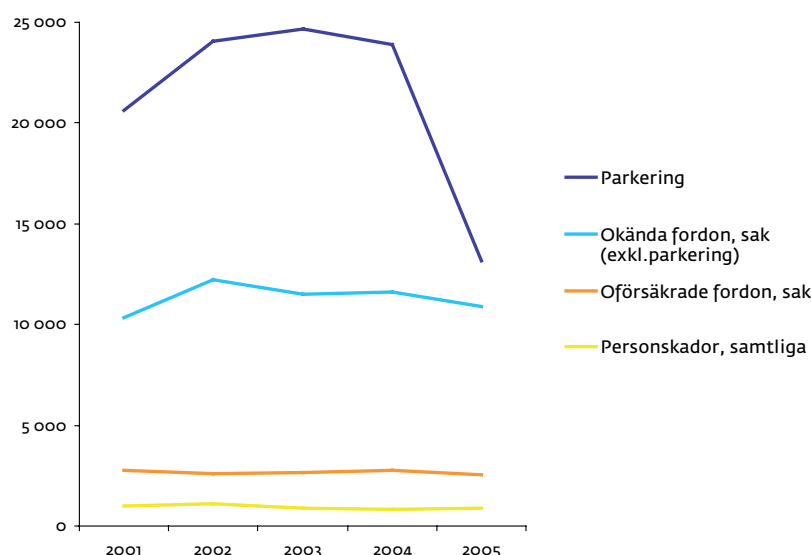 25 000
20 000
15 000
10 000
5 000
0
2001 2002 2003 2004 2005
Parkering
Okända fordon, sak
(exkl.parkering)
Oförsäkrade fordon, sak
Personskador, samtliga